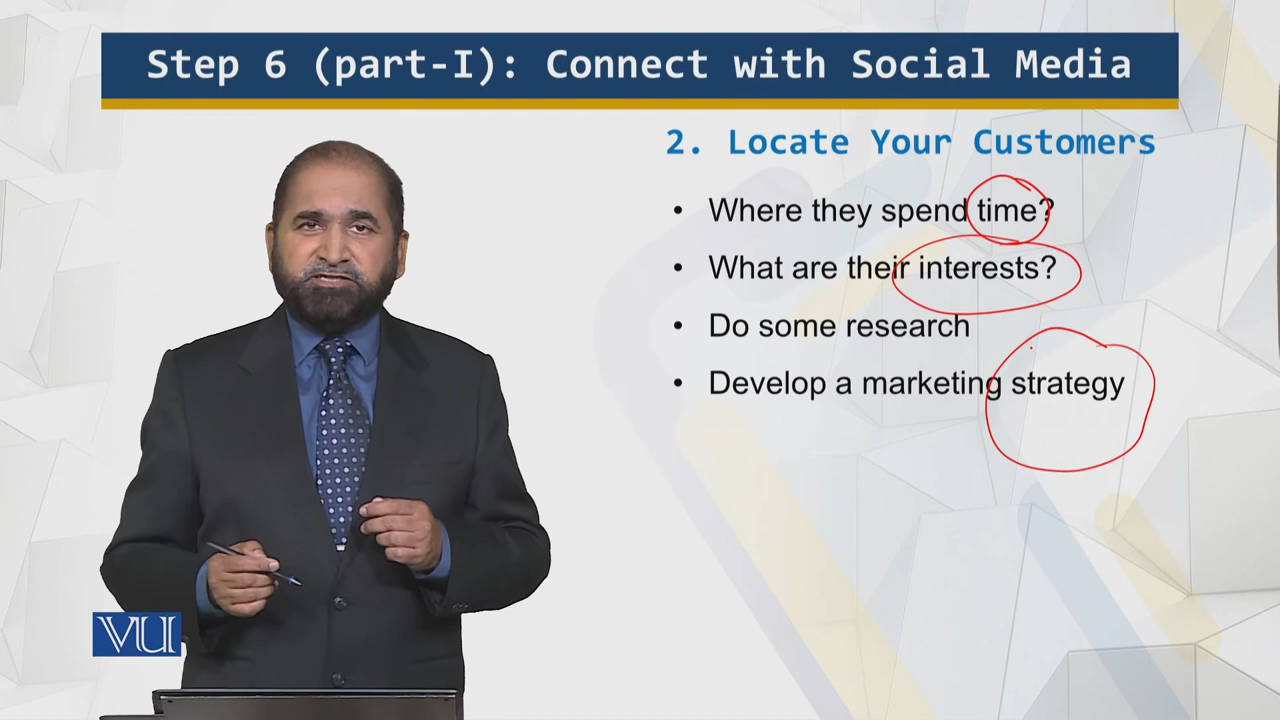 Step 6 (part-I): Connect with Social Media
2. Locate Your Customers
• Where they spend time?
• What are their interests?
• Do some research
• Develop a marketing strategy
VU